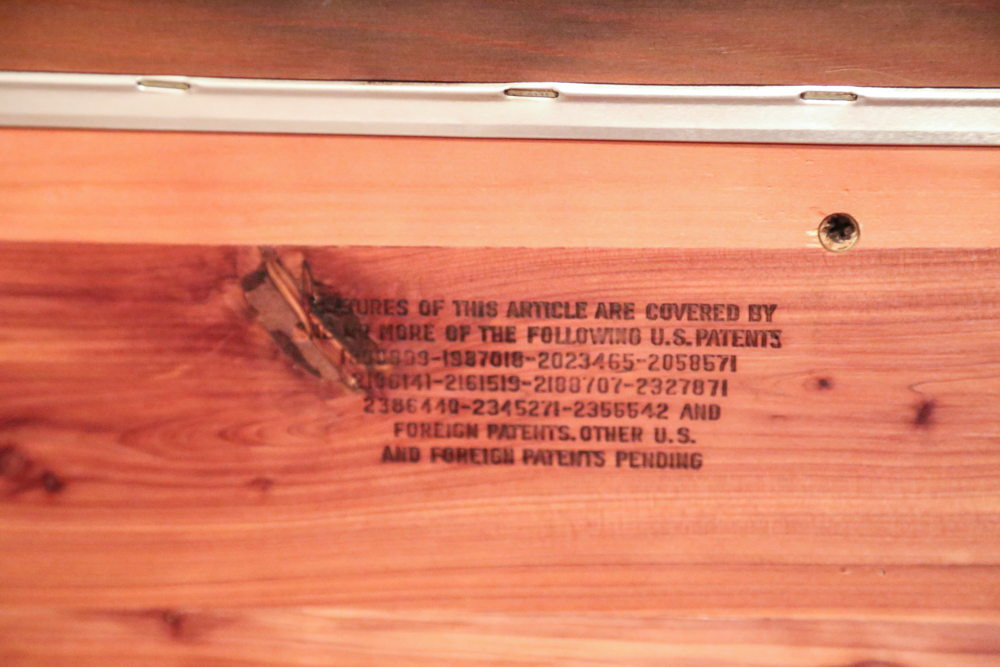 OF THIS ARTICLE ARE COVERED BY
MORE OF THE FOLLOWING U.S. PATENTS
-1987018-2023465-2058571
-2161519-2188707-2327871
2386440-2345271-2356542 AND
FOREIGN PATENTS. OTHER U.S.
AND FOREIGN PATENTS PENDING